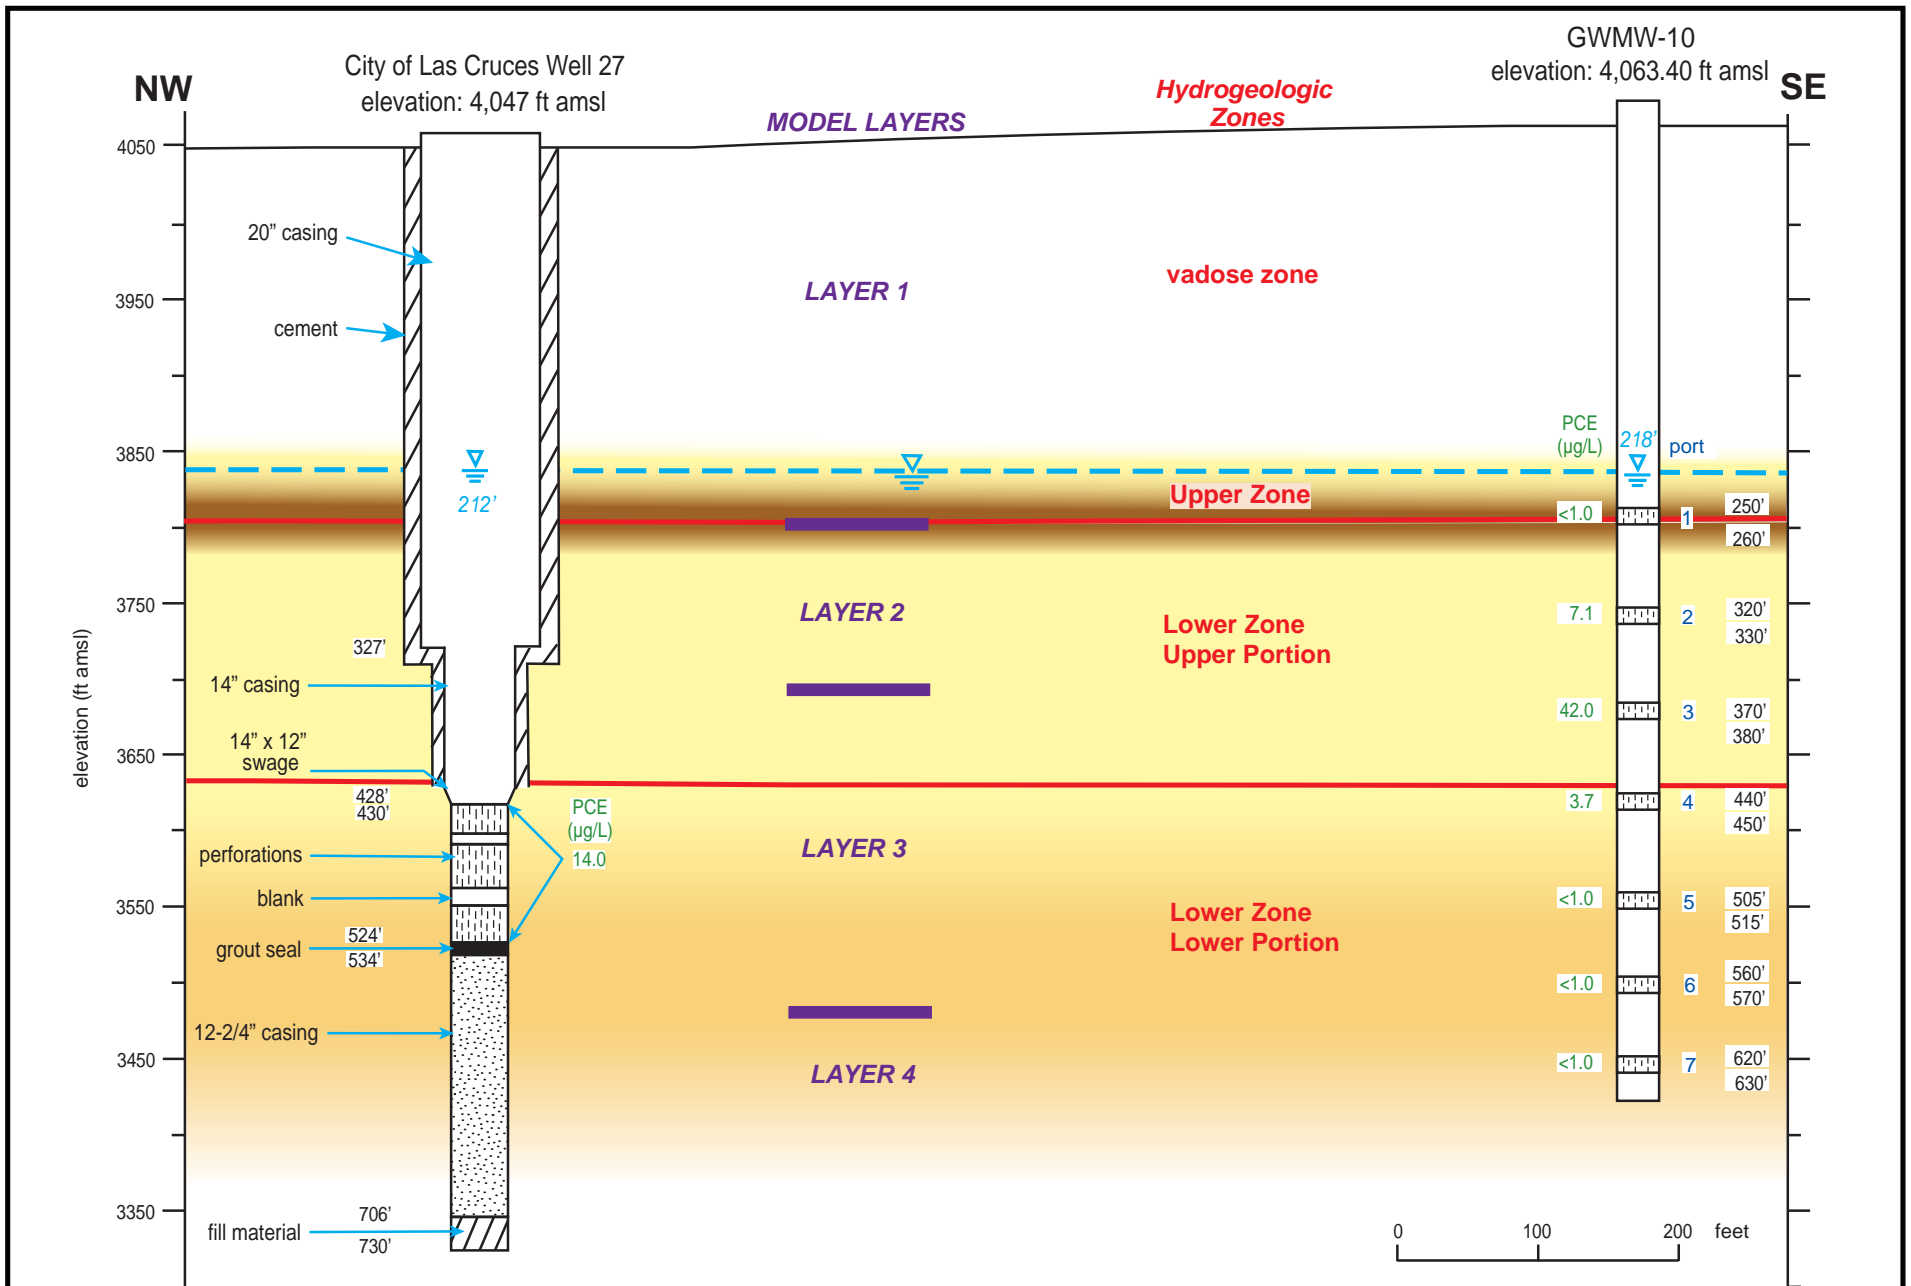 City of Las Cruces Well 27
elevation: 4,047 ft amsl
GWMW-10
elevation: 4,063.40 ft amsl
NW
SE
MODEL LAYERS
Hydrogeologic
Zones
4050
3950
3850
3750
3650
3550
3450
3350
elevation (ft amsl)
20” casing
cement
LAYER 1
vadose zone
212’
PCE
(µg/L)
218’
port
Upper Zone
<1.0
1
250’
260’
LAYER 2
Lower Zone
Upper Portion
7.1
2
320’
330’
327’
14” casing
42.0
3
370’
380’
14” x 12”
swage
428’
430’
PCE
(µg/L)
14.0
3.7
4
440’
450’
perforations
LAYER 3
blank
Lower Zone
Lower Portion
<1.0
5
505’
515’
524’
grout seal
534’
<1.0
6
560’
570’
12-2/4” casing
LAYER 4
<1.0
7
620’
630’
706’
fill material
730’
0
100
200
feet